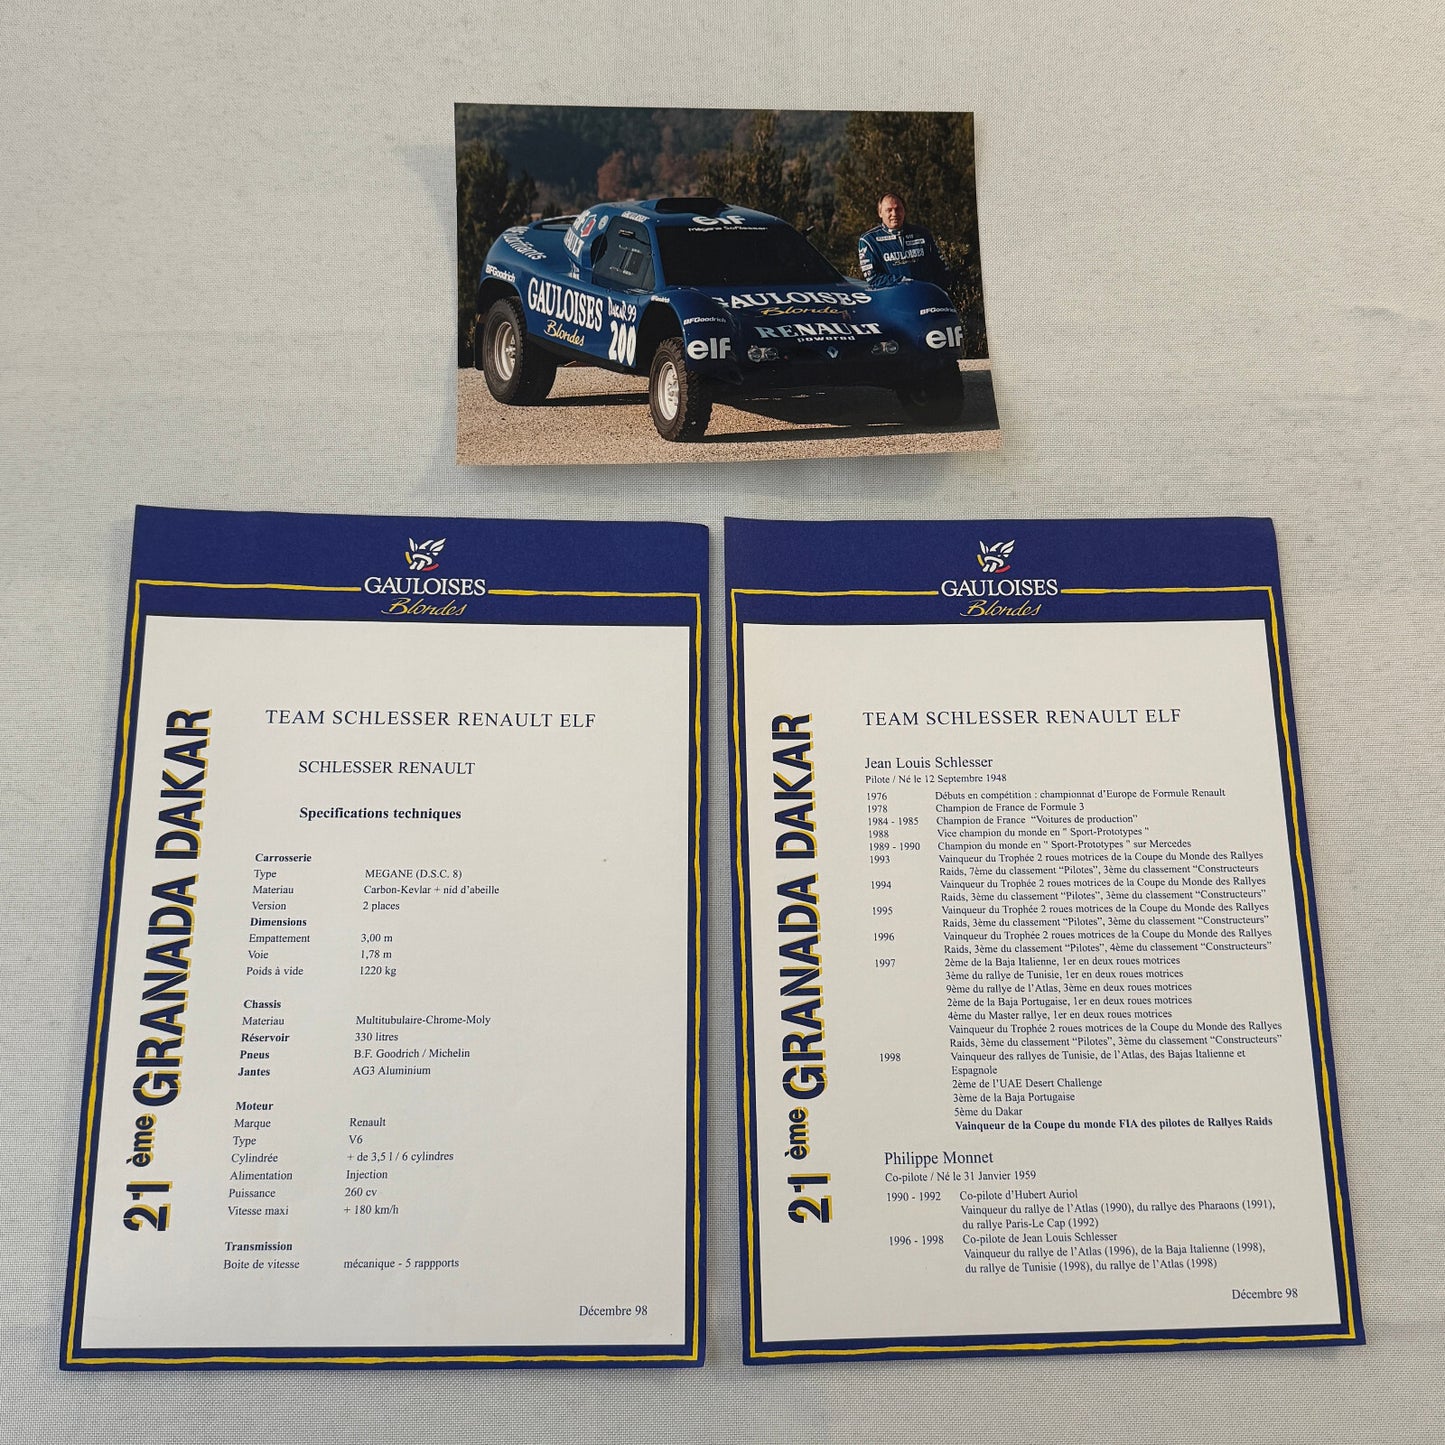 elf
Mégane Schlesser
BFGoodrich
GAULOISES
Blondes
DakaR 99
200
BFGoodrich
elf
GAULOISES
Blondes
RENAULT
powered
BFGoodrich
elf
GAULOISES
GAULOISES
Blondes
21 ème GRANADA DAKAR
TEAM SCHLESSER RENAULT ELF
SCHLESSER RENAULT
Specifications techniques
Carrosserie
Type MEGANE (D.S.C. 8)
Materiau Carbon-Kevlar + nid d'abeille
Version 2 places
Dimensions
Empattement 3,00 m
Voie 1,78 m
Poids à vide 1220 kg
Chassis
Materiau Multitubulaire-Chrome-Moly
Réservoir 330 litres
Pneus B.F. Goodrich / Michelin
Jantes AG3 Aluminium
Moteur
Marque Renault
Type V6
Cylindrée + de 3,5 l / 6 cylindres
Alimentation Injection
Puissance 260 cv
Vitesse maxi + 180 km/h
Transmission
Boite de vitesse mécanique - 5 rappports
Décembre 98
GAULOISES
Blondes
21 ème GRANADA DAKAR
TEAM SCHLESSER RENAULT ELF
Jean Louis Schlesser
Pilote / Né le 12 Septembre 1948
1976 Débuts en compétition : championnat d'Europe de Formule Renault
1978 Champion de France de Formule 3
1984 - 1985 Champion de France “Voitures de production”
1988 Vice champion du monde en " Sport-Prototypes "
1989 - 1990 Champion du monde en " Sport-Prototypes " sur Mercedes
1993 Vainqueur du Trophée 2 roues motrices de la Coupe du Monde des Rallyes
Raids, 7ème du classement “Pilotes”, 3ème du classement “Constructeurs
1994 Vainqueur du Trophée 2 roues motrices de la Coupe du Monde des Rallyes
Raids, 3ème du classement “Pilotes”, 3ème du classement “Constructeurs”
1995 Vainqueur du Trophée 2 roues motrices de la Coupe du Monde des Rallyes
Raids, 3ème du classement “Pilotes”, 3ème du classement “Constructeurs”
1996 Vainqueur du Trophée 2 roues motrices de la Coupe du Monde des Rallyes
Raids, 3ème du classement “Pilotes”, 4ème du classement “Constructeurs”
1997 2ème de la Baja Italienne, 1er en deux roues motrices
3ème du rallye de Tunisie, 1er en deux roues motrices
9ème du rallye de l'Atlas, 3ème en deux roues motrices
2ème de la Baja Portugaise, 1er en deux roues motrices
4ème du Master rallye, 1er en deux roues motrices
Vainqueur du Trophée 2 roues motrices de la Coupe du Monde des Rallyes
Raids, 3ème du classement “Pilotes”, 3ème du classement “Constructeurs”
1998 Vainqueur des rallyes de Tunisie, de l'Atlas, des Bajas Italienne et
Espagnole
2ème de l'UAE Desert Challenge
3ème de la Baja Portugaise
5ème du Dakar
Vainqueur de la Coupe du monde FIA des pilotes de Rallyes Raids
Philippe Monnet
Co-pilote / Né le 31 Janvier 1959
1990 - 1992 Co-pilote d'Hubert Auriol
Vainqueur du rallye de l'Atlas (1990), du rallye des Pharaons (1991),
du rallye Paris-Le Cap (1992)
1996 - 1998 Co-pilote de Jean Louis Schlesser
Vainqueur du rallye de l'Atlas (1996), de la Baja Italienne (1998),
du rallye de Tunisie (1998), du rallye de l'Atlas (1998)
Décembre 98